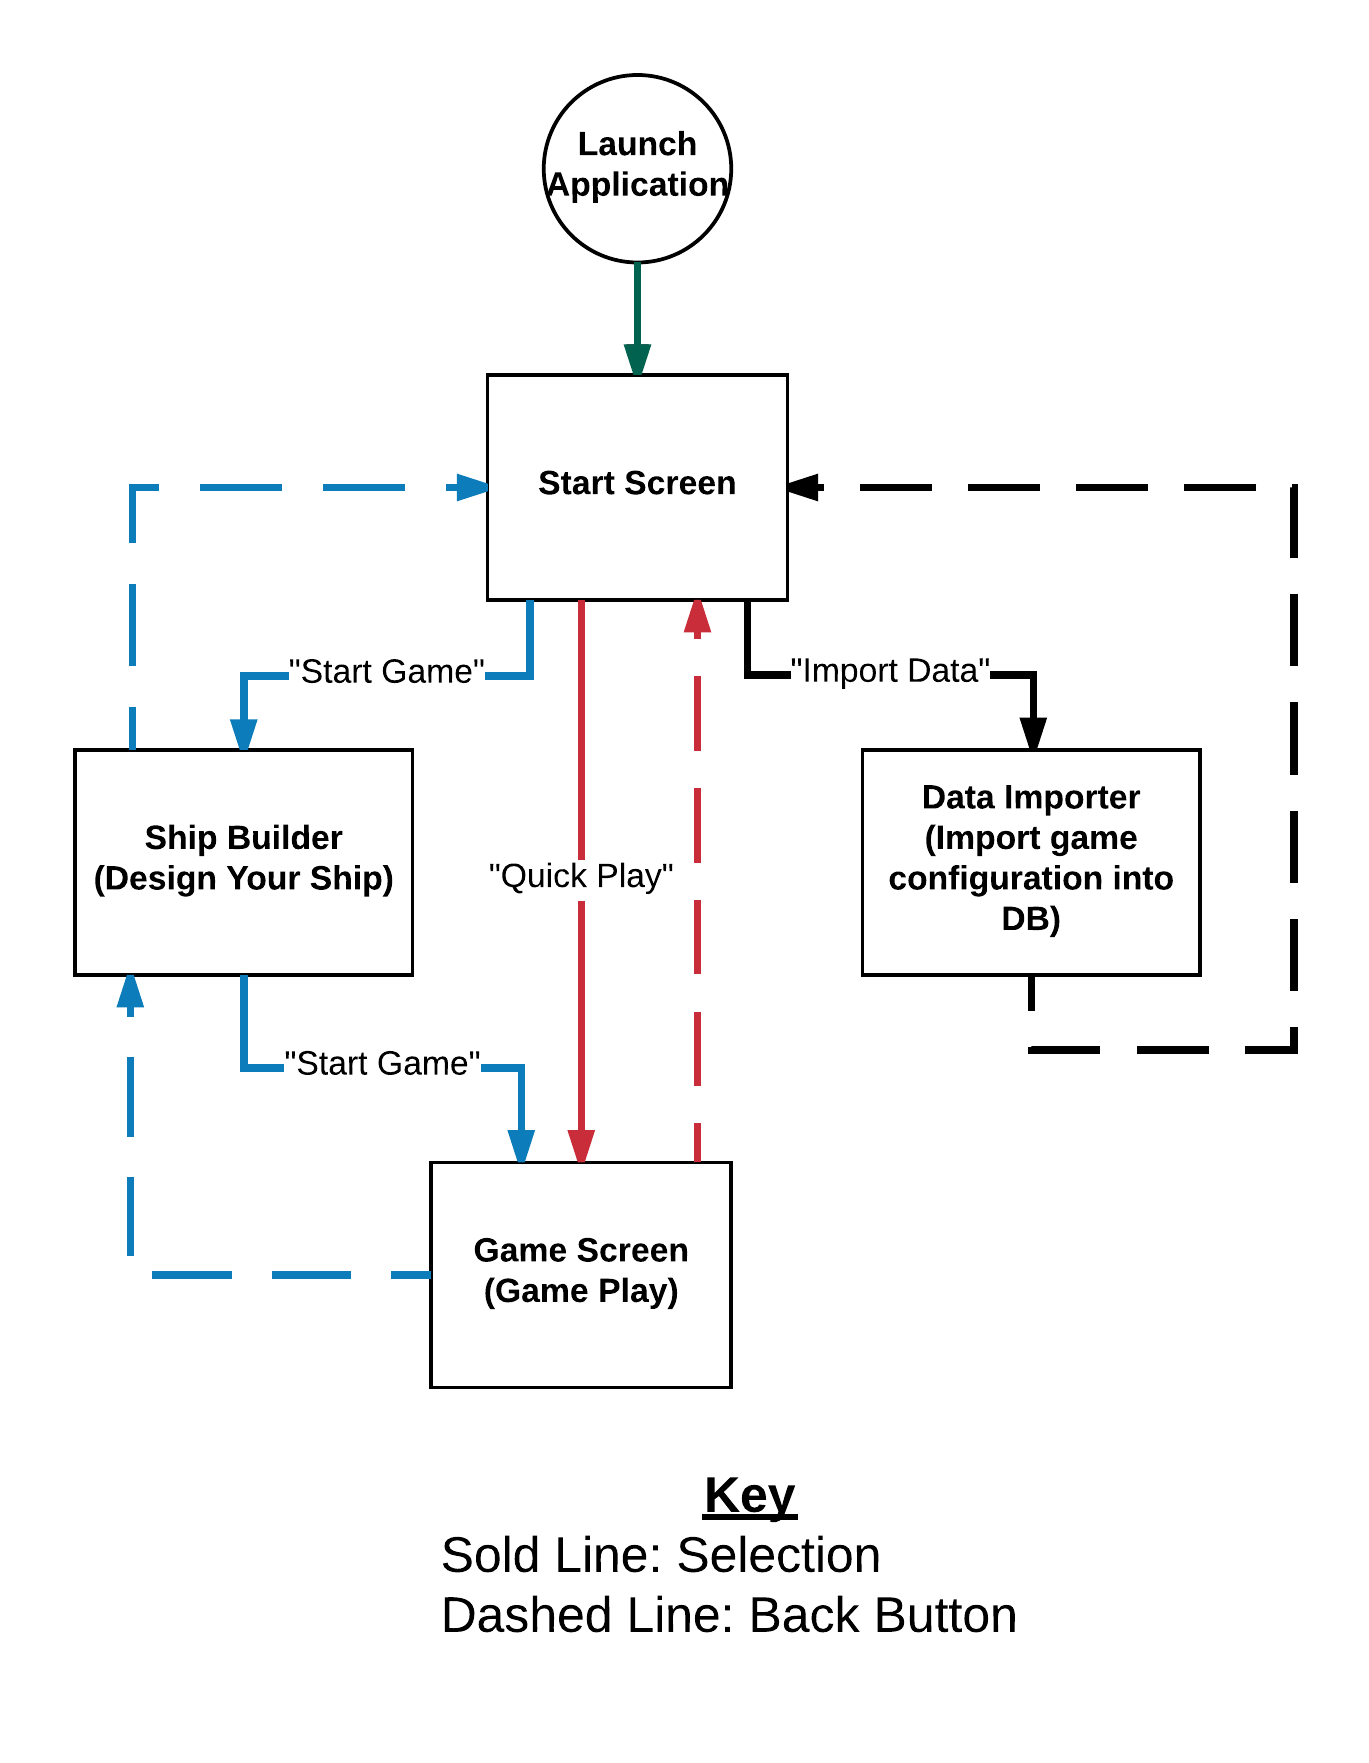 Launch
Application
Start Screen
"Start Game"
"Import Data"
Ship Builder
(Design Your Ship)
"Quick Play"
Data Importer
(Import game
configuration into
DB)
"Start Game"
Game Screen
(Game Play)
Key
Sold Line: Selection
Dashed Line: Back Button